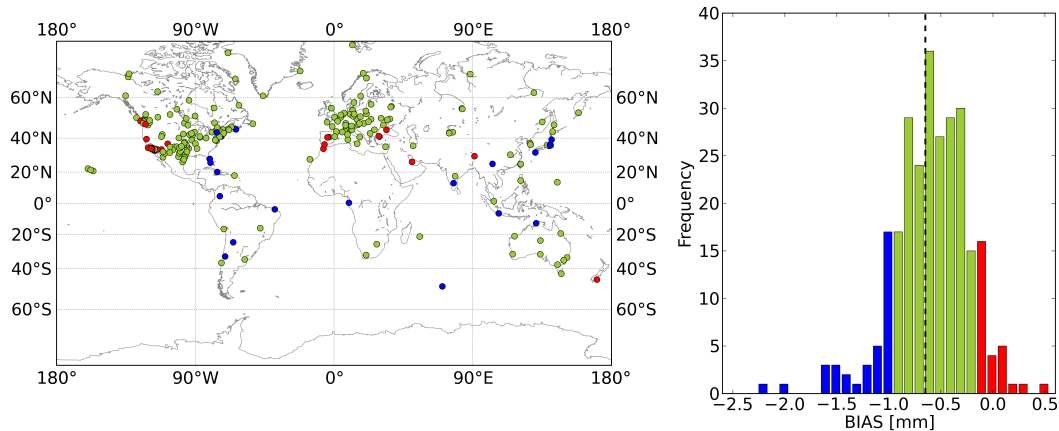 180° 90°W 0° 90°E 180°
60°N 60°N
40°N 40°N
20°N 20°N
0° 0°
20°S 20°S
40°S 40°S
60°S 60°S
180° 90°W 0° 90°E 180°
40
35
30
25
20
15
10
5
0
Frequency
−2.5 −2.0 −1.5 −1.0 −0.5 0.0 0.5
BIAS [mm]